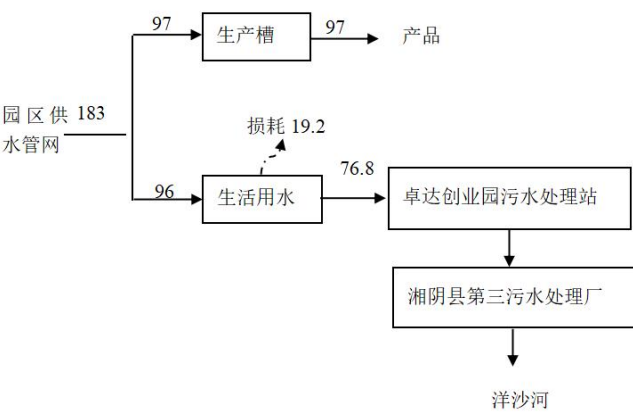 97
生产槽
97
产品
园区供
水管网
183
损耗 19.2
96
生活用水
76.8
卓达创业园污水处理站
湘阴县第三污水处理厂
洋沙河